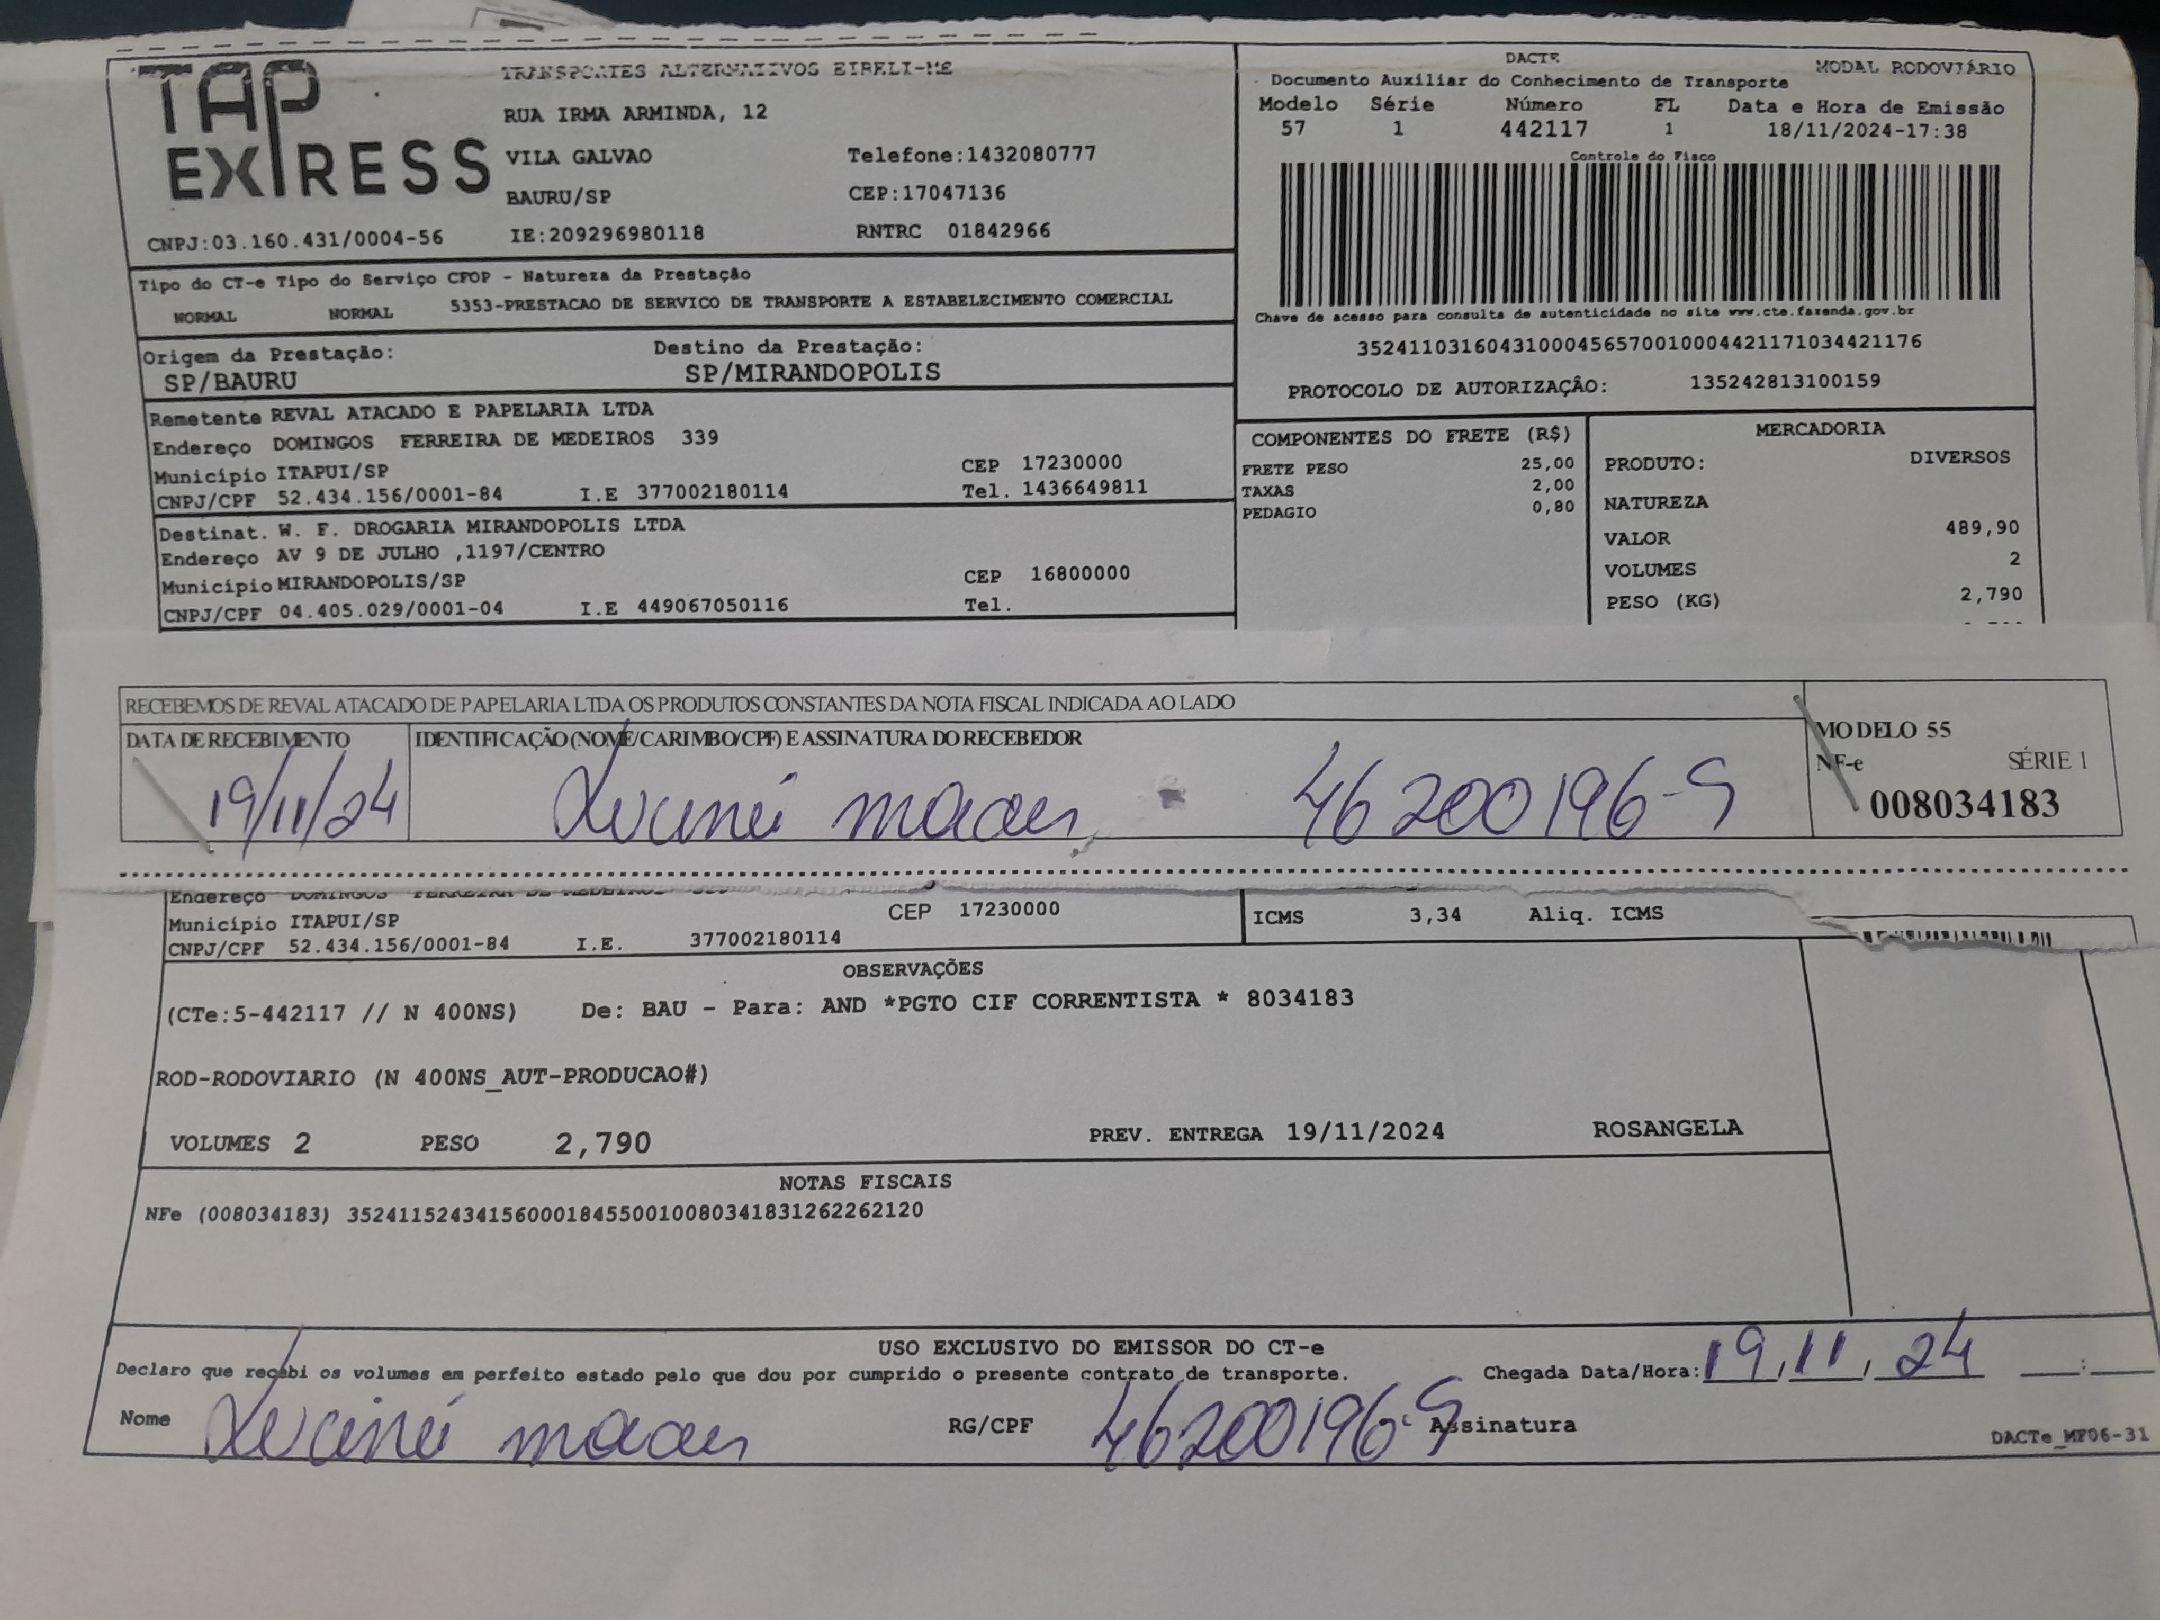 TAP EXPRESS
TRANSPORTES ALTERNATIVOS EIRELI-ME
RUA IRMA ARMINDA, 12
VILA GALVAO Telefone:1432080777
BAURU/SP CEP:17047136
CNPJ:03.160.431/0004-56 IE:209296980118 RNTRC 01842966
DACTE
Documento Auxiliar do Conhecimento de Transporte MODAL RODOVIÁRIO
Modelo Série Número FL Data e Hora de Emissão
57 1 442117 1 18/11/2024-17:38
Controle do Fisco
Chave de acesso para consulta de autenticidade no site www.cte.fazenda.gov.br
35241103160431000456570010004421171034421176
PROTOCOLO DE AUTORIZAÇÂO: 135242813100159
Tipo do CT-e Tipo do Serviço CFOP - Natureza da Prestação
NORMAL NORMAL 5353-PRESTACAO DE SERVICO DE TRANSPORTE A ESTABELECIMENTO COMERCIAL
Origem da Prestação: Destino da Prestação:
SP/BAURU SP/MIRANDOPOLIS
Remetente REVAL ATACADO E PAPELARIA LTDA
Endereço DOMINGOS FERREIRA DE MEDEIROS 339
Município ITAPUI/SP CEP 17230000
CNPJ/CPF 52.434.156/0001-84 I.E 377002180114 Tel. 1436649811
Destinat. W. F. DROGARIA MIRANDOPOLIS LTDA
Endereço AV 9 DE JULHO ,1197/CENTRO
Município MIRANDOPOLIS/SP CEP 16800000
CNPJ/CPF 04.405.029/0001-04 I.E 449067050116 Tel.
COMPONENTES DO FRETE (R$)
FRETE PESO 25,00
TAXAS 2,00
PEDAGIO 0,80
MERCADORIA
PRODUTO: DIVERSOS
NATUREZA
VALOR 489,90
VOLUMES 2
PESO (KG) 2,790
RECEBEMOS DE REVAL ATACADO DE PAPELARIA LTDA OS PRODUTOS CONSTANTES DA NOTA FISCAL INDICADA AO LADO
DATA DE RECEBIMENTO IDENTIFICAÇÃO (NOME/CARIMBO/CPF) E ASSINATURA DO RECEBEDOR
19/11/24 46200196-9
MODELO 55
NF-e SÉRIE 1
008034183
Endereço DOMINGOS FERREIRA DE MEDEIROS 339
Município ITAPUI/SP CEP 17230000
CNPJ/CPF 52.434.156/0001-84 I.E. 377002180114
ICMS 3,34 Aliq. ICMS
OBSERVAÇÕES
(CTe:5-442117 // N 400NS) De: BAU - Para: AND *PGTO CIF CORRENTISTA * 8034183
ROD-RODOVIARIO (N 400NS_AUT-PRODUCAO#)
VOLUMES 2 PESO 2,790 PREV. ENTREGA 19/11/2024 ROSANGELA
NOTAS FISCAIS
NFe (008034183) 35241152434156000184550010080341831262262120
USO EXCLUSIVO DO EMISSOR DO CT-e
Declaro que recebi os volumes em perfeito estado pelo que dou por cumprido o presente contrato de transporte. Chegada Data/Hora: 19,11,24 :
Nome RG/CPF 46200196-9 Assinatura
DACTe_MF06-31